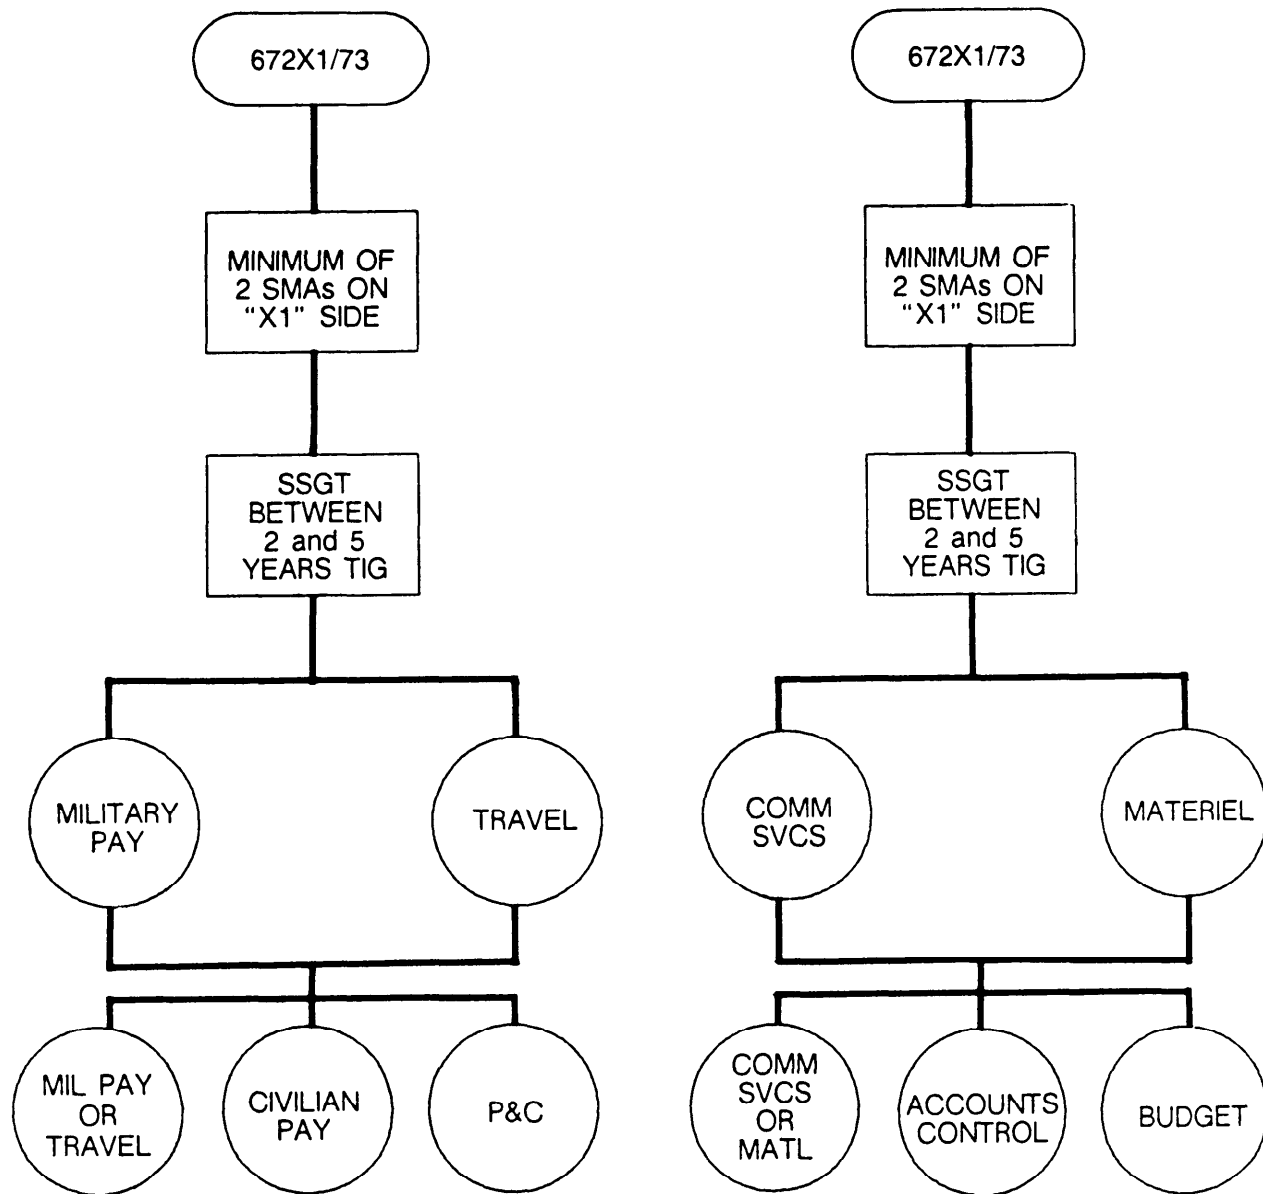 672X1/73
MINIMUM OF
2 SMAs ON
"X1" SIDE
SSGT
BETWEEN
2 and 5
YEARS TIG
MILITARY
PAY
TRAVEL
MIL PAY
OR
TRAVEL
CIVILIAN
PAY
P&C
672X1/73
MINIMUM OF
2 SMAs ON
"X1" SIDE
SSGT
BETWEEN
2 and 5
YEARS TIG
COMM
SVCS
MATERIEL
COMM
SVCS
OR
MATL
ACCOUNTS
CONTROL
BUDGET